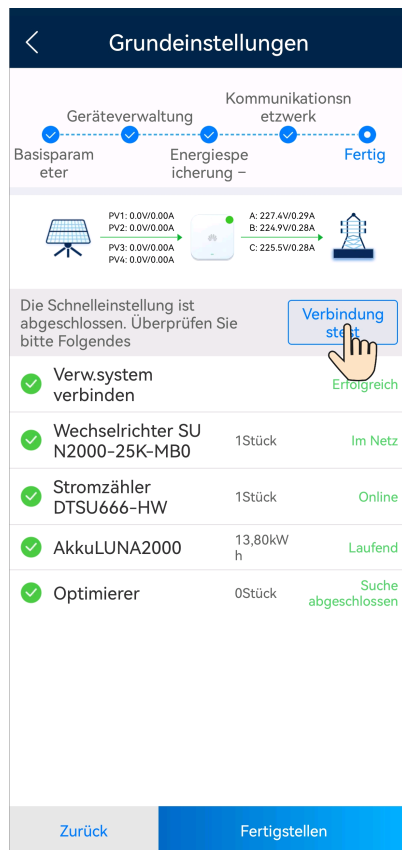 Grundeinstellungen
Kommunikationsn
Geräteverwaltung
etzwerk
Basisparam
eter
Energiespe
icherung –
Fertig
PV1: 0.0V/0.00A
PV2: 0.0V/0.00A
PV3: 0.0V/0.00A
PV4: 0.0V/0.00A
A: 227.4V/0.29A
B: 224.9V/0.28A
C: 225.5V/0.28A
Die Schnelleinstellung ist
abgeschlossen. Überprüfen Sie
bitte Folgendes
Verbindung
stest
Verw.system
verbinden
Erfolgreich
Wechselrichter SU
N2000-25K-MB0
1Stück
Im Netz
Stromzähler
DTSU666-HW
1Stück
Online
AkkuLUNA2000
13,80kW
h
Laufend
Optimierer
0Stück
Suche
abgeschlossen
Zurück
Fertigstellen